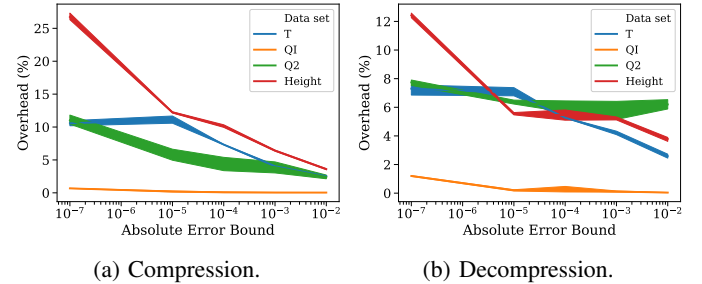 Data set
T
QI
Q2
Height
Overhead (%)
25
20
15
10
5
0
10⁻⁷ 10⁻⁶ 10⁻⁵ 10⁻⁴ 10⁻³ 10⁻²
Absolute Error Bound
(a) Compression.
Data set
T
QI
Q2
Height
Overhead (%)
12
10
8
6
4
2
0
10⁻⁷ 10⁻⁶ 10⁻⁵ 10⁻⁴ 10⁻³ 10⁻²
Absolute Error Bound
(b) Decompression.